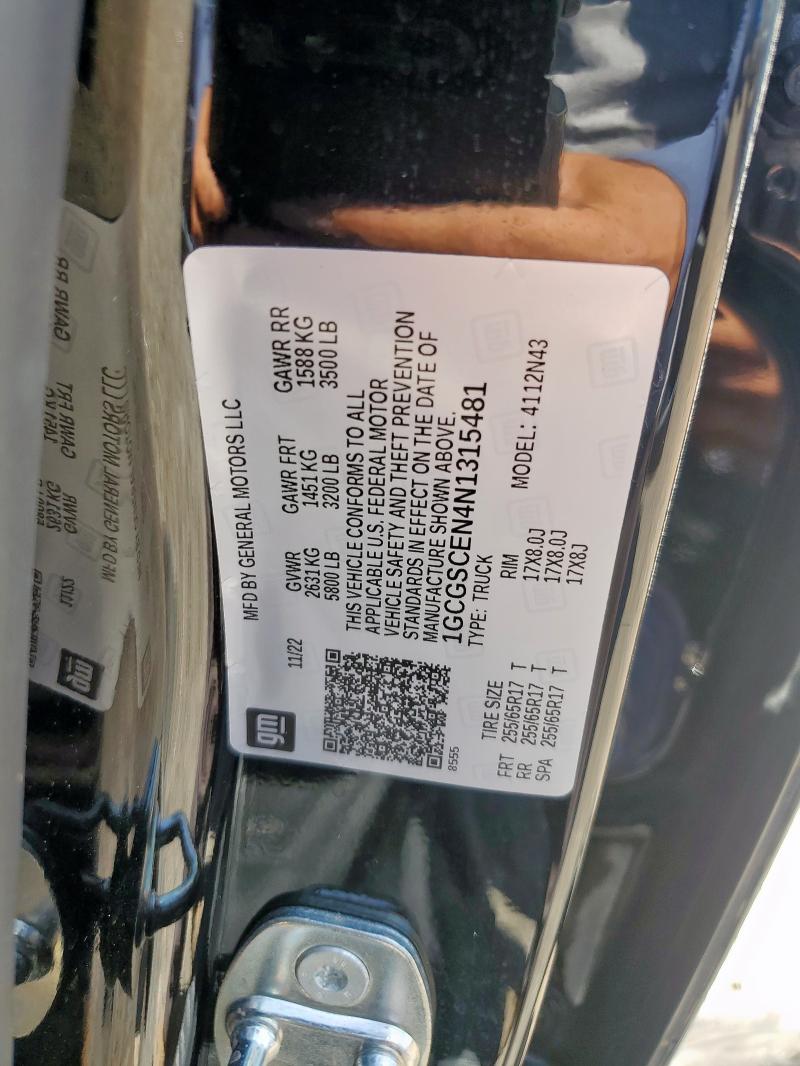 gm
MFD BY GENERAL MOTORS LLC
11/22
GVWR GAWR FRT GAWR RR
2631 KG 1451 KG 1588 KG
5800 LB 3200 LB 3500 LB
THIS VEHICLE CONFORMS TO ALL
APPLICABLE U.S. FEDERAL MOTOR
VEHICLE SAFETY AND THEFT PREVENTION
STANDARDS IN EFFECT ON THE DATE OF
MANUFACTURE SHOWN ABOVE.
1GCGSCEN4N1315481
8555
TYPE: TRUCK
MODEL: 4112N43
TIRE SIZE RIM
FRT 255/65R17 T 17X8.0J
RR 255/65R17 T 17X8.0J
SPA 255/65R17 T 17X8J